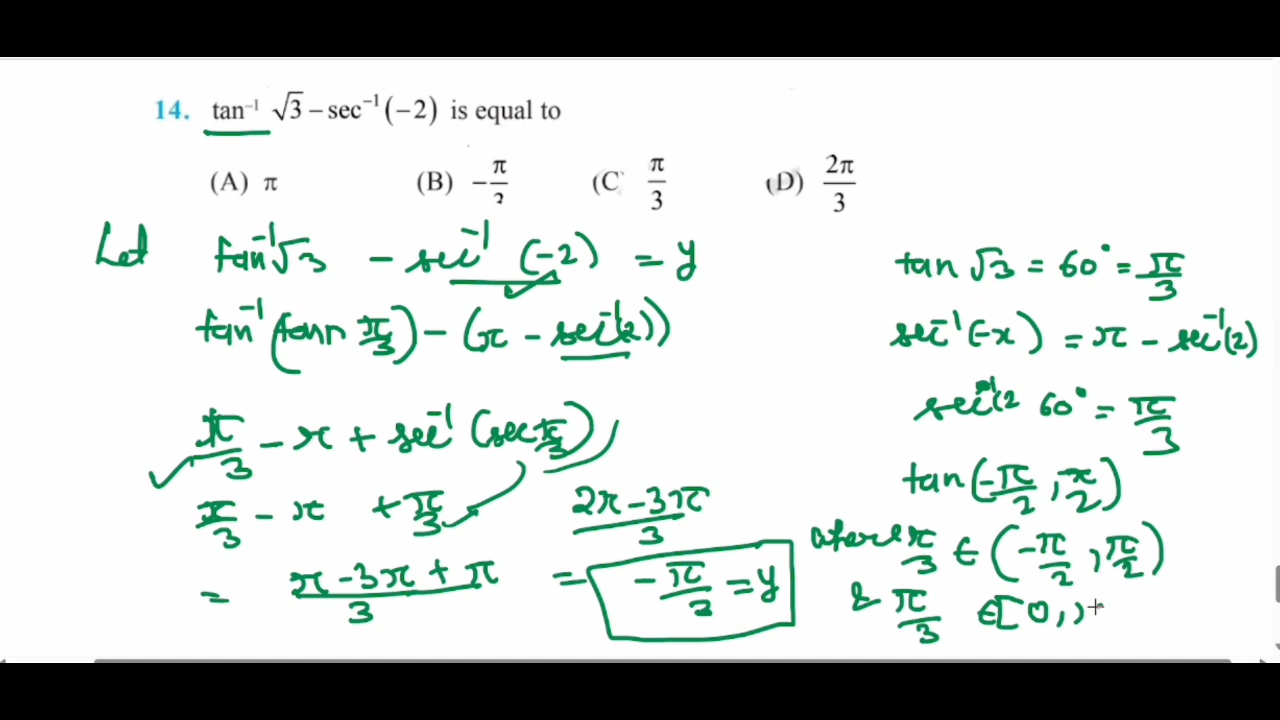 14. tan⁻¹ √3 – sec⁻¹ (−2) is equal to
(A) π (B) −π/3 (C π/3 (D) 2π/3
Let tan⁻¹√3 − sec⁻¹ (−2) = y
tan⁻¹ (tan π/3) − (π − sec⁻¹(2))
π/3 − π + sec⁻¹ (sec π/3)
π/3 − π + π/3
2π − 3π / 3
= π − 3π + π / 3 = −π/3 = y
tan √3 = 60° = π/3
sec⁻¹ (−x) = π − sec⁻¹(2)
sec⁻¹(2 60° = π/3
tan (−π/2 , π/2)
where π/3 ∈ (−π/2 , π/2)
& π/3 ∈ [0, ,